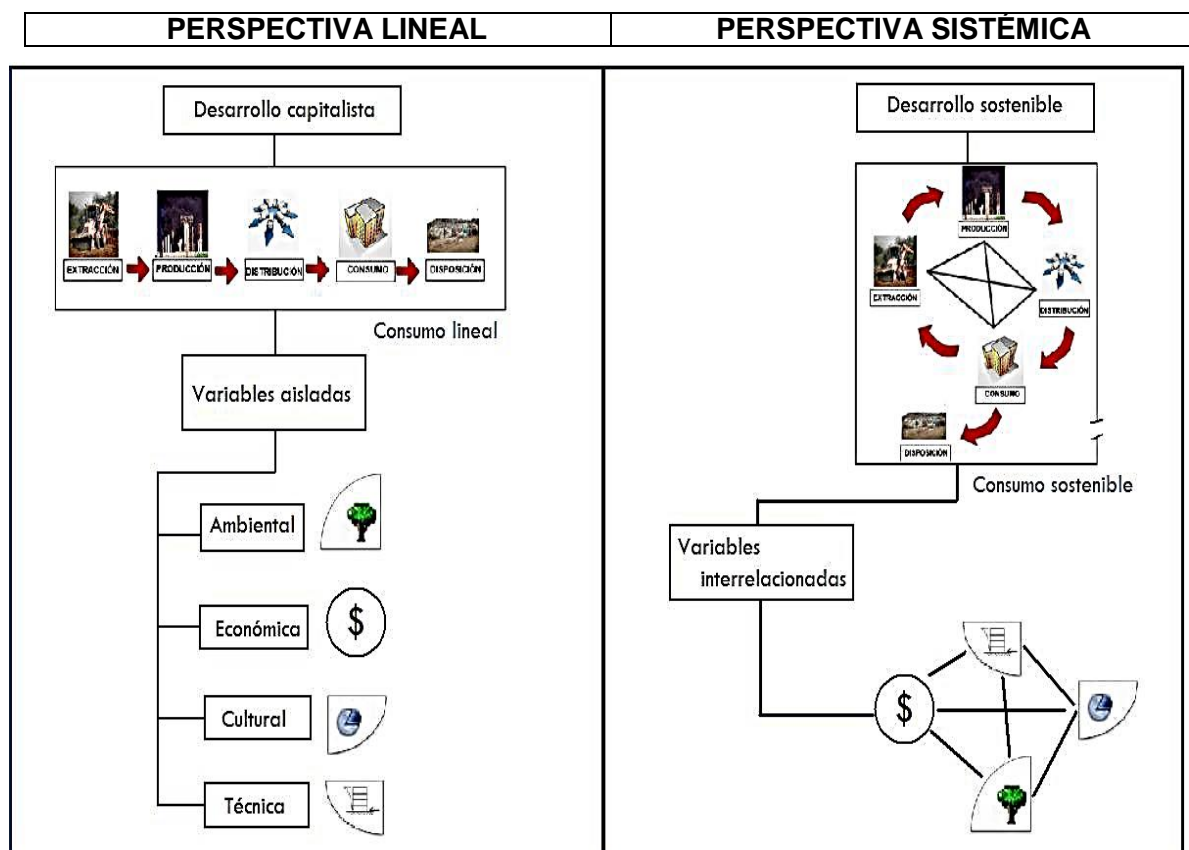 PERSPECTIVA LINEAL
PERSPECTIVA SISTÉMICA
Desarrollo capitalista
EXTRACCIÓN
PRODUCCIÓN
DISTRIBUCIÓN
CONSUMO
DISPOSICIÓN
Consumo lineal
Variables aisladas
Ambiental
Económica
$
Cultural
Técnica
Desarrollo sostenible
PRODUCCIÓN
EXTRACCIÓN
DISTRIBUCIÓN
CONSUMO
DISPOSICIÓN
Consumo sostenible
Variables
interrelacionadas
$